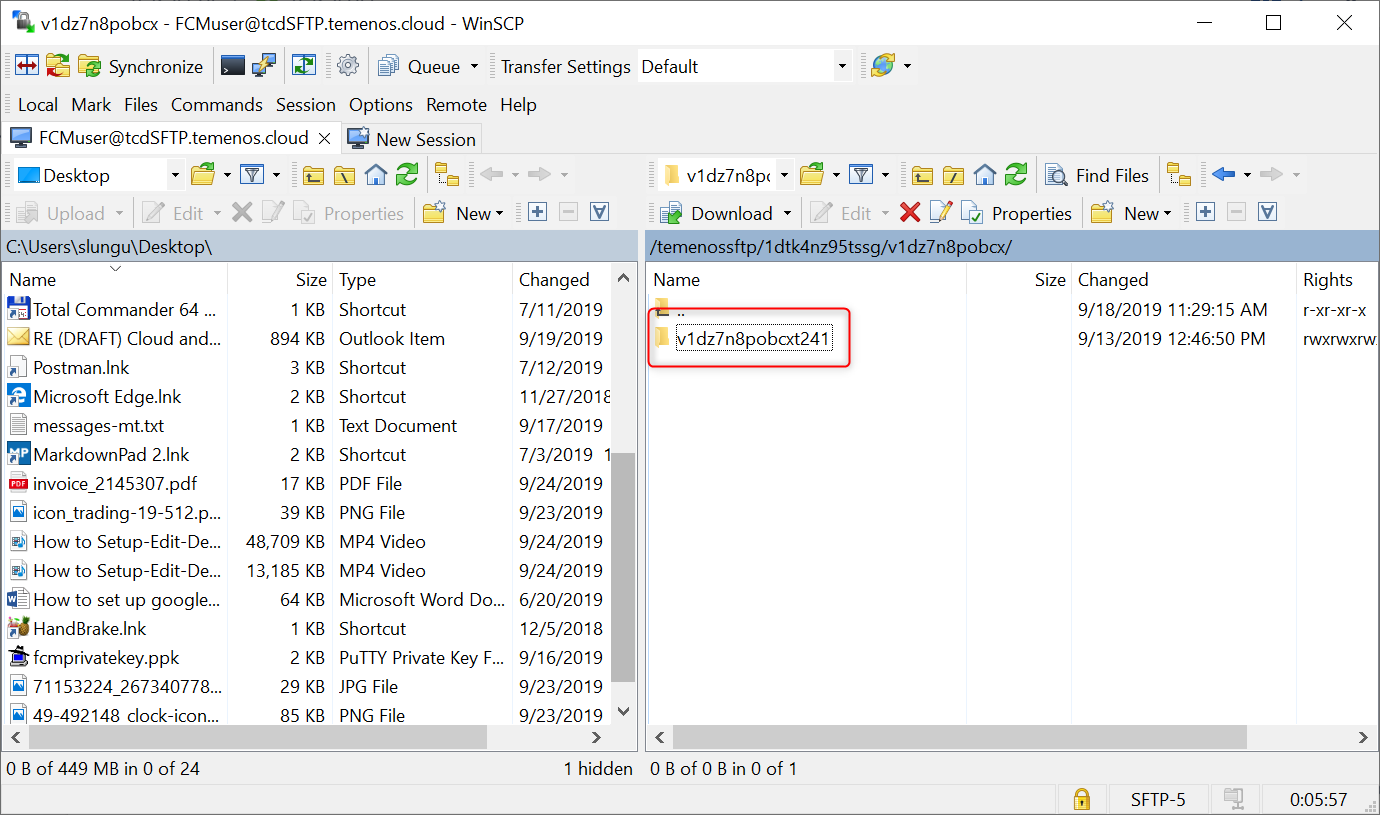 v1dz7n8pobcx - FCMuser@tcdSFTP.temenos.cloud - WinSCP
Synchronize Queue Transfer Settings Default
Local Mark Files Commands Session Options Remote Help
FCMuser@tcdSFTP.temenos.cloud New Session
Desktop v1dz7n8pc Find Files
Upload Edit Properties New Download Edit Properties New
C:\Users\slungu\Desktop\ /temenossftp/1dtk4nz95tssg/v1dz7n8pobcx/
Name Size Type Changed Name Size Changed Rights
Total Commander 64 ... 1 KB Shortcut 7/11/2019 .. 9/18/2019 11:29:15 AM r-xr-xr-x
RE (DRAFT) Cloud and... 894 KB Outlook Item 9/19/2019 v1dz7n8pobcxt241 9/13/2019 12:46:50 PM rwxrwxrw
Postman.lnk 3 KB Shortcut 7/12/2019
Microsoft Edge.lnk 2 KB Shortcut 11/27/2018
messages-mt.txt 1 KB Text Document 9/17/2019
MP MarkdownPad 2.lnk 2 KB Shortcut 7/3/2019 1
PDF invoice_2145307.pdf 17 KB PDF File 9/24/2019
icon_trading-19-512.p... 39 KB PNG File 9/23/2019
How to Setup-Edit-De... 48,709 KB MP4 Video 9/24/2019
How to Setup-Edit-De... 13,185 KB MP4 Video 9/24/2019
How to set up google... 64 KB Microsoft Word Do... 6/20/2019
HandBrake.lnk 1 KB Shortcut 12/5/2018
fcmprivatekey.ppk 2 KB PuTTY Private Key F... 9/16/2019
71153224_267340778... 29 KB JPG File 9/23/2019
49-492148 clock-icon... 85 KB PNG File 9/23/2019
0 B of 449 MB in 0 of 24 1 hidden 0 B of 0 B in 0 of 1
SFTP-5 0:05:57